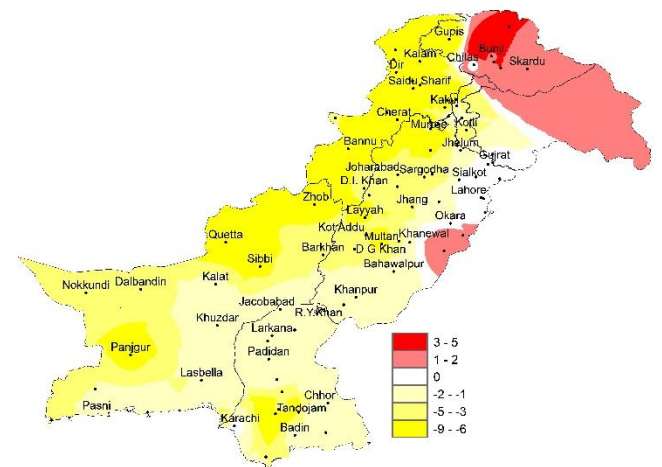 Gupis
Kalam
Chilas
Bunji
Dir
Skardu
Saidu Sharif
Kakul
Cherat
Murree
Kotli
Bannu
Jhelum
Gujrat
Joharabad
Sargodha
Sialkot
D.I. Khan
Zhob
Jhang
Lahore
Layyah
Okara
Kot Addu
Quetta
Multan
Khanewal
Barkhan
D G Khan
Sibbi
Bahawalpur
Kalat
Nokkundi
Dalbandin
Khanpur
Jacobabad
R.Y.Khan
Khuzdar
Larkana
Panjgur
Padidan
Lasbella
Chhor
Pasni
Tandojam
Karachi
Badin
3 - 5
1 - 2
0
-2 - -1
-5 - -3
-9 - -6